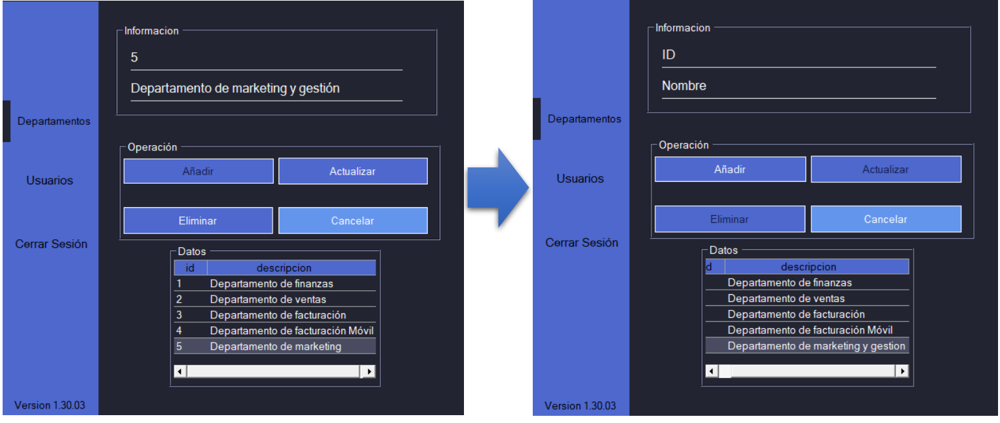 Informacion
5
Departamento de marketing y gestión
Departamentos
Operación
Añadir Actualizar
Usuarios
Eliminar Cancelar
Cerrar Sesión
Datos
id descripcion
1 Departamento de finanzas
2 Departamento de ventas
3 Departamento de facturación
4 Departamento de facturación Móvil
5 Departamento de marketing
Version 1.30.03
Informacion
ID
Nombre
Departamentos
Operación
Añadir Actualizar
Usuarios
Eliminar Cancelar
Cerrar Sesión
Datos
d descripcion
Departamento de finanzas
Departamento de ventas
Departamento de facturación
Departamento de facturación Móvil
Departamento de marketing y gestion
Version 1.30.03